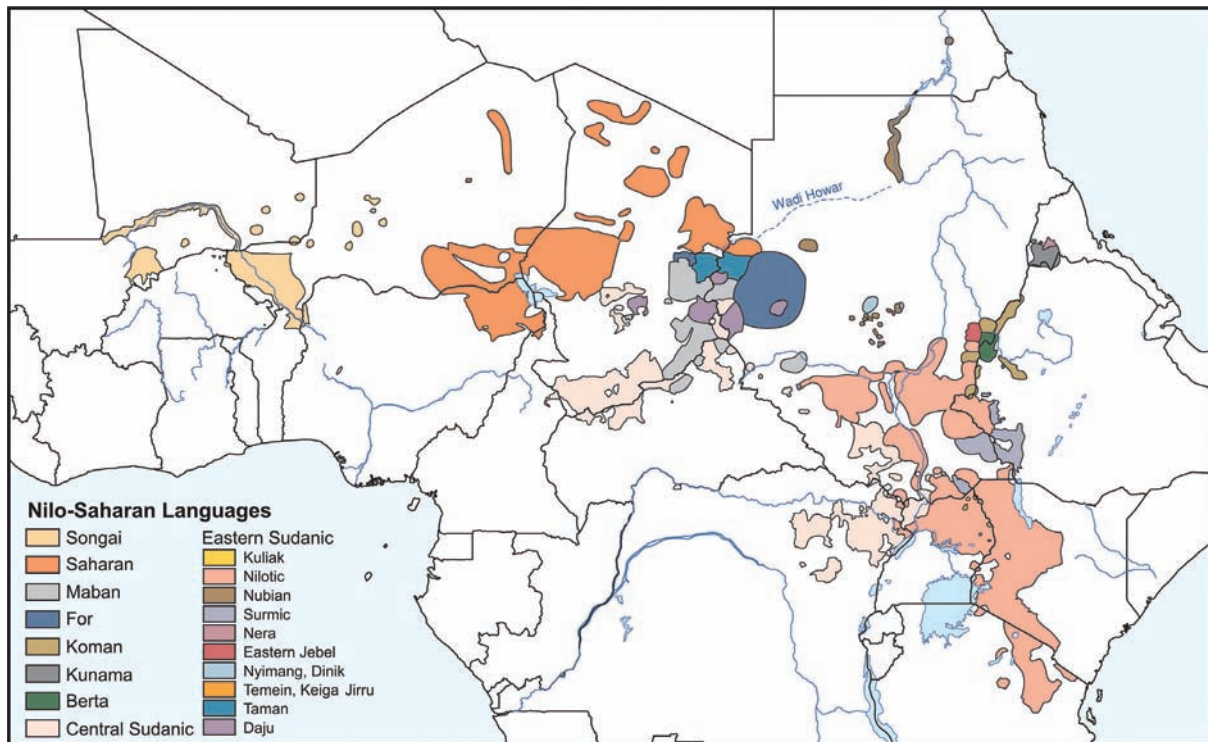 Wadi Howar
Nilo-Saharan Languages
Songai
Saharan
Maban
For
Koman
Kunama
Berta
Central Sudanic
Eastern Sudanic
Kuliak
Nilotic
Nubian
Surmic
Nera
Eastern Jebel
Nyimang, Dinik
Temein, Keiga Jirru
Taman
Daju